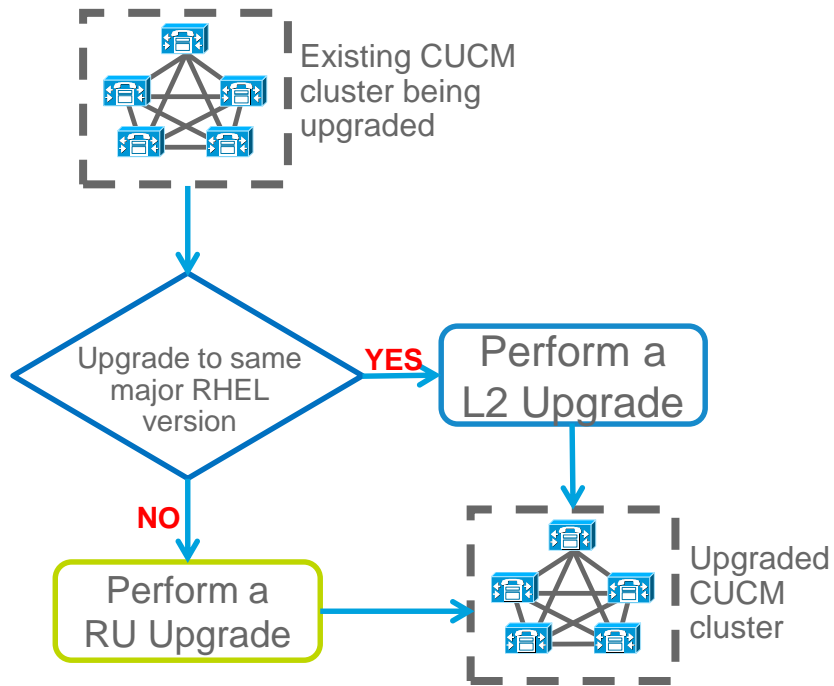 Existing CUCM
cluster being
upgraded
Upgrade to same
major RHEL
version
YES
Perform a
L2 Upgrade
NO
Perform a
RU Upgrade
Upgraded
CUCM
cluster